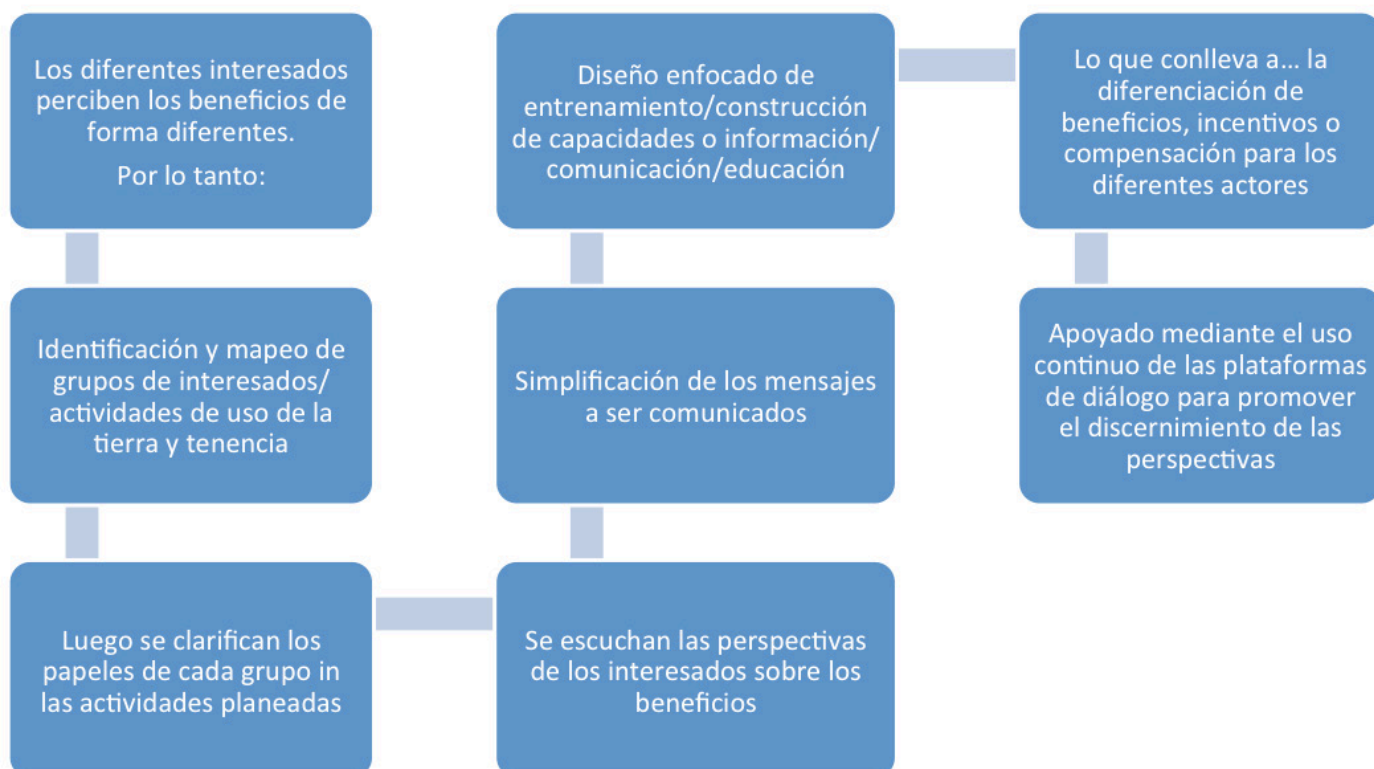 Los diferentes interesados
perciben los beneficios de
forma diferentes.
Por lo tanto:
Identificación y mapeo de
grupos de interesados/
actividades de uso de la
tierra y tenencia
Luego se clarifican los
papeles de cada grupo in
las actividades planeadas
Se escuchan las perspectivas
de los interesados sobre los
beneficios
Simplificación de los mensajes
a ser comunicados
Diseño enfocado de
entrenamiento/construcción
de capacidades o información/
comunicación/educación
Lo que conlleva a... la
diferenciación de
beneficios, incentivos o
compensación para los
diferentes actores
Apoyado mediante el uso
continuo de las plataformas
de diálogo para promover
el discernimiento de las
perspectivas